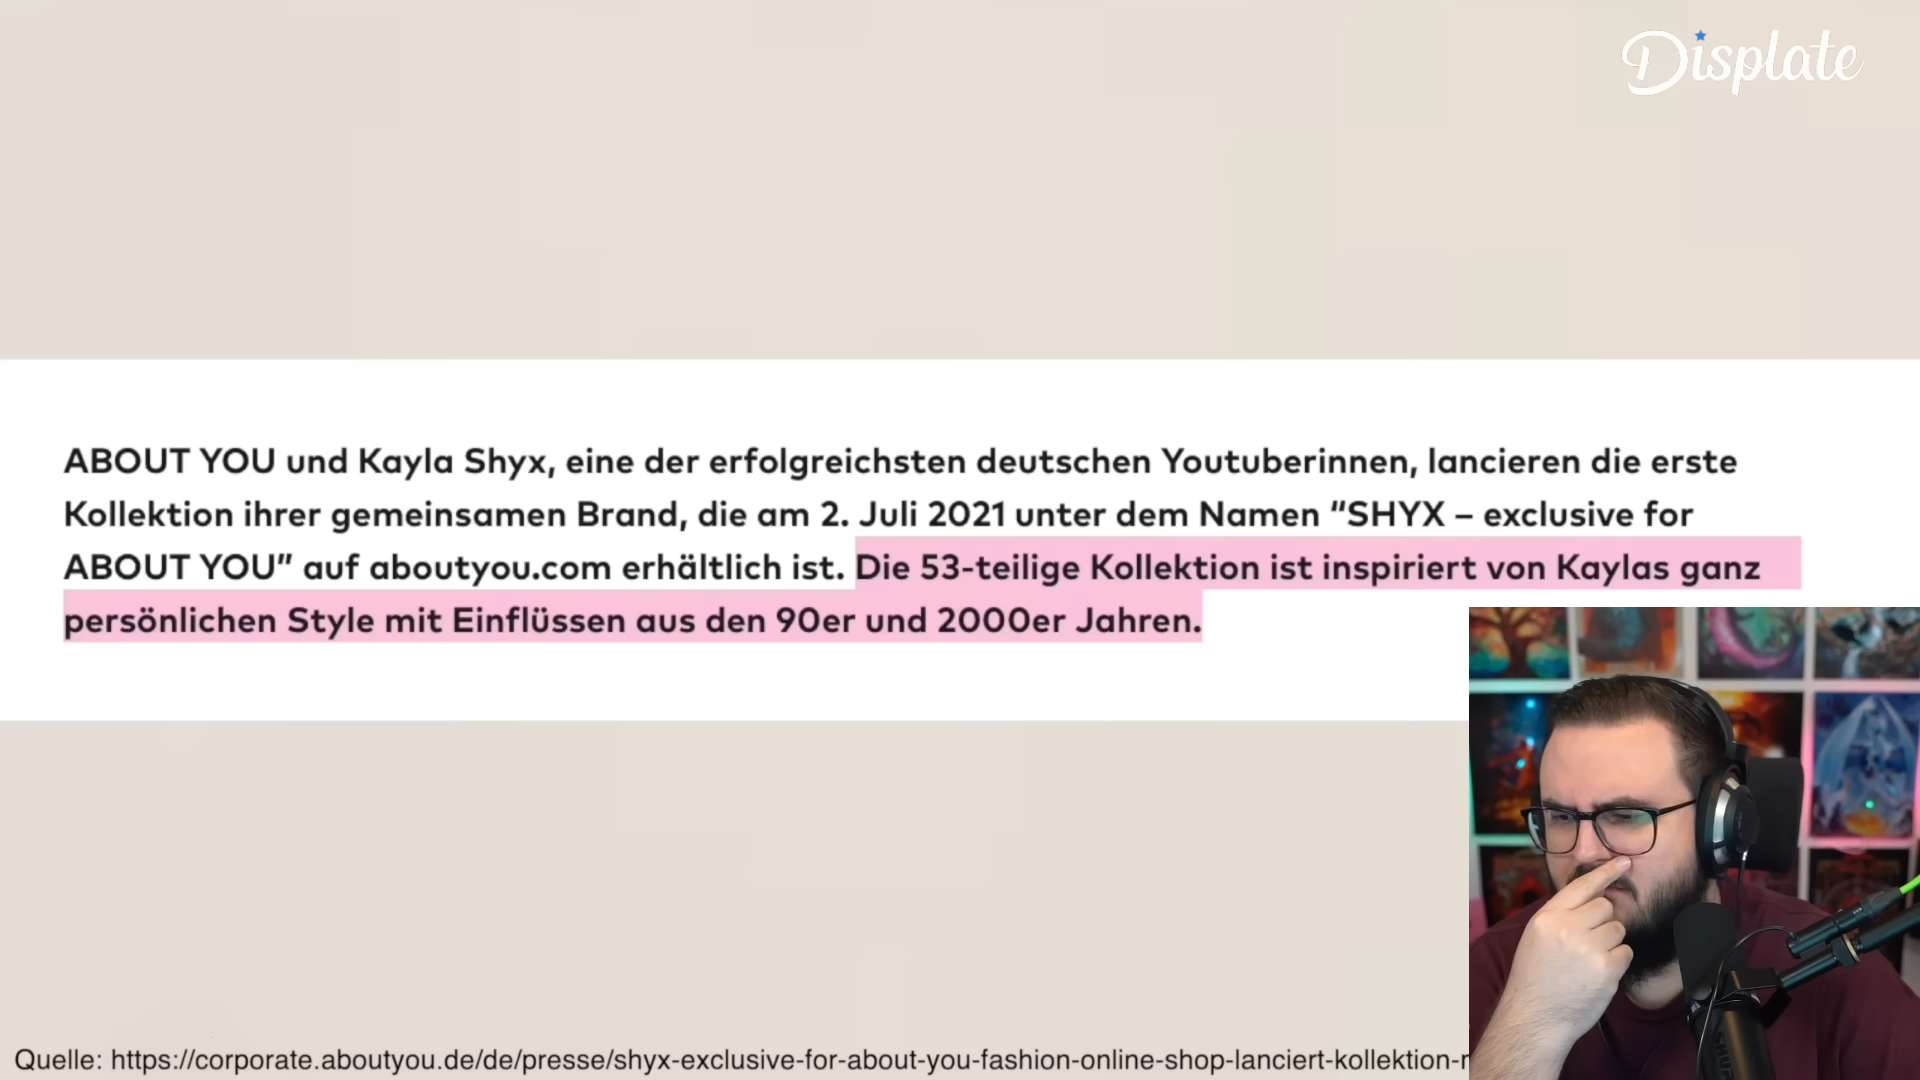 Displate
ABOUT YOU und Kayla Shyx, eine der erfolgreichsten deutschen Youtuberinnen, lancieren die erste
Kollektion ihrer gemeinsamen Brand, die am 2. Juli 2021 unter dem Namen "SHYX – exclusive for
ABOUT YOU" auf aboutyou.com erhältlich ist. Die 53-teilige Kollektion ist inspiriert von Kaylas ganz
persönlichen Style mit Einflüssen aus den 90er und 2000er Jahren.
Quelle: https://corporate.aboutyou.de/de/presse/shyx-exclusive-for-about-you-fashion-online-shop-lanciert-kollektion-